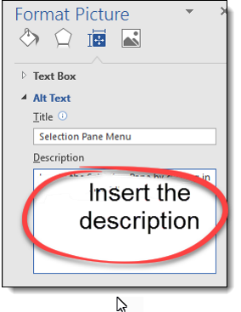 Format Picture
Text Box
Alt Text
Title
Selection Pane Menu
Description
Insert the
description